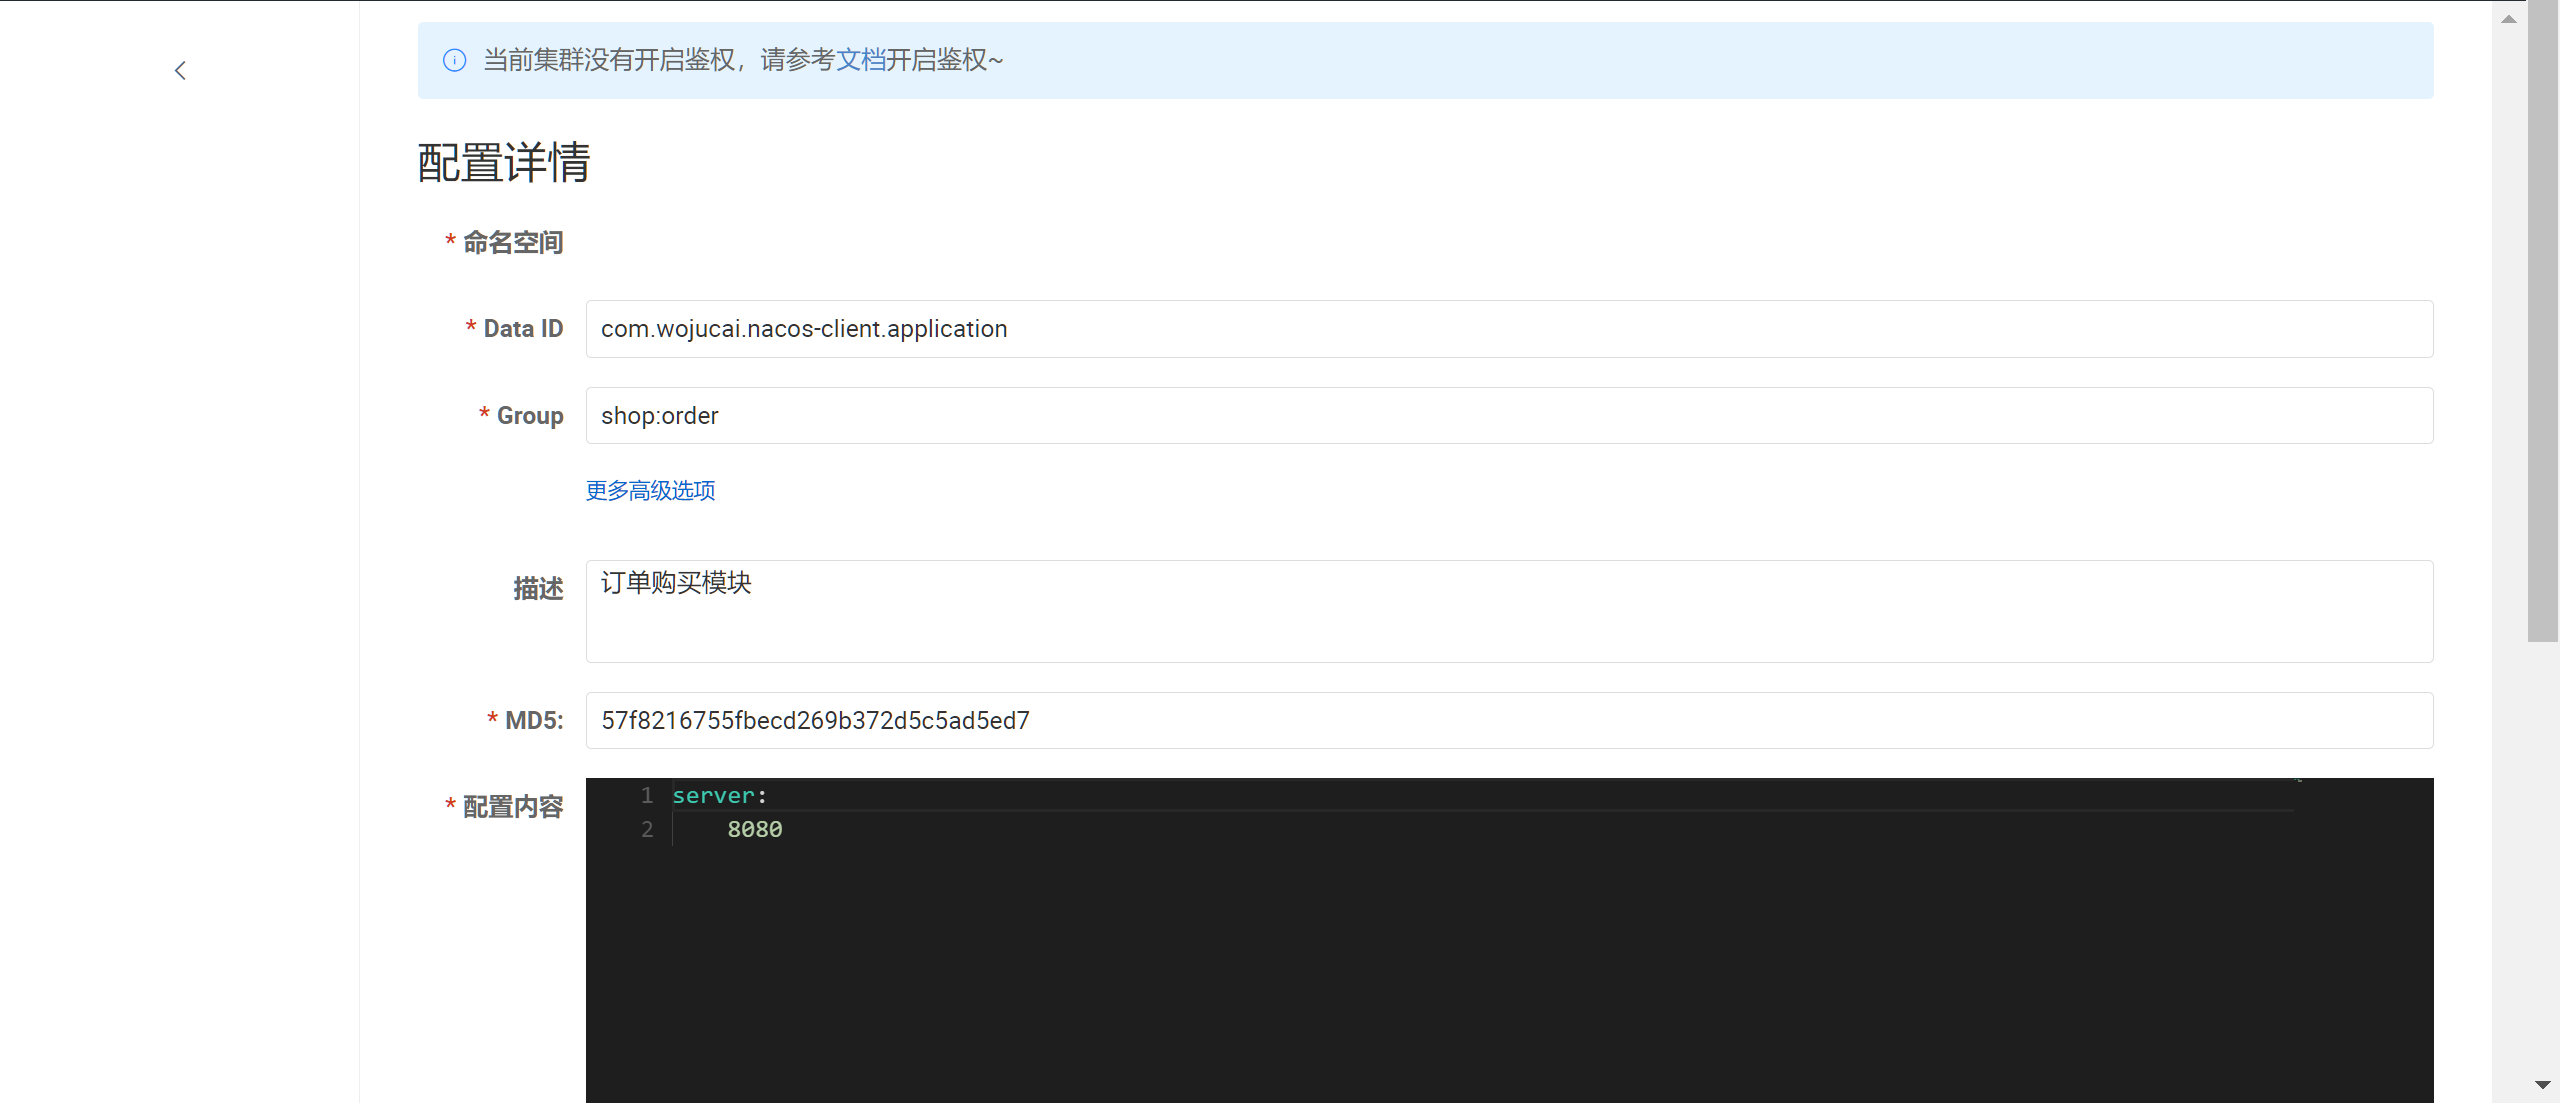 当前集群没有开启鉴权，请参考文档开启鉴权~
配置详情
* 命名空间
* Data ID com.wojucai.nacos-client.application
* Group shop:order
更多高级选项
描述 订单购买模块
* MD5: 57f8216755fbecd269b372d5c5ad5ed7
* 配置内容 1 server:
2 8080